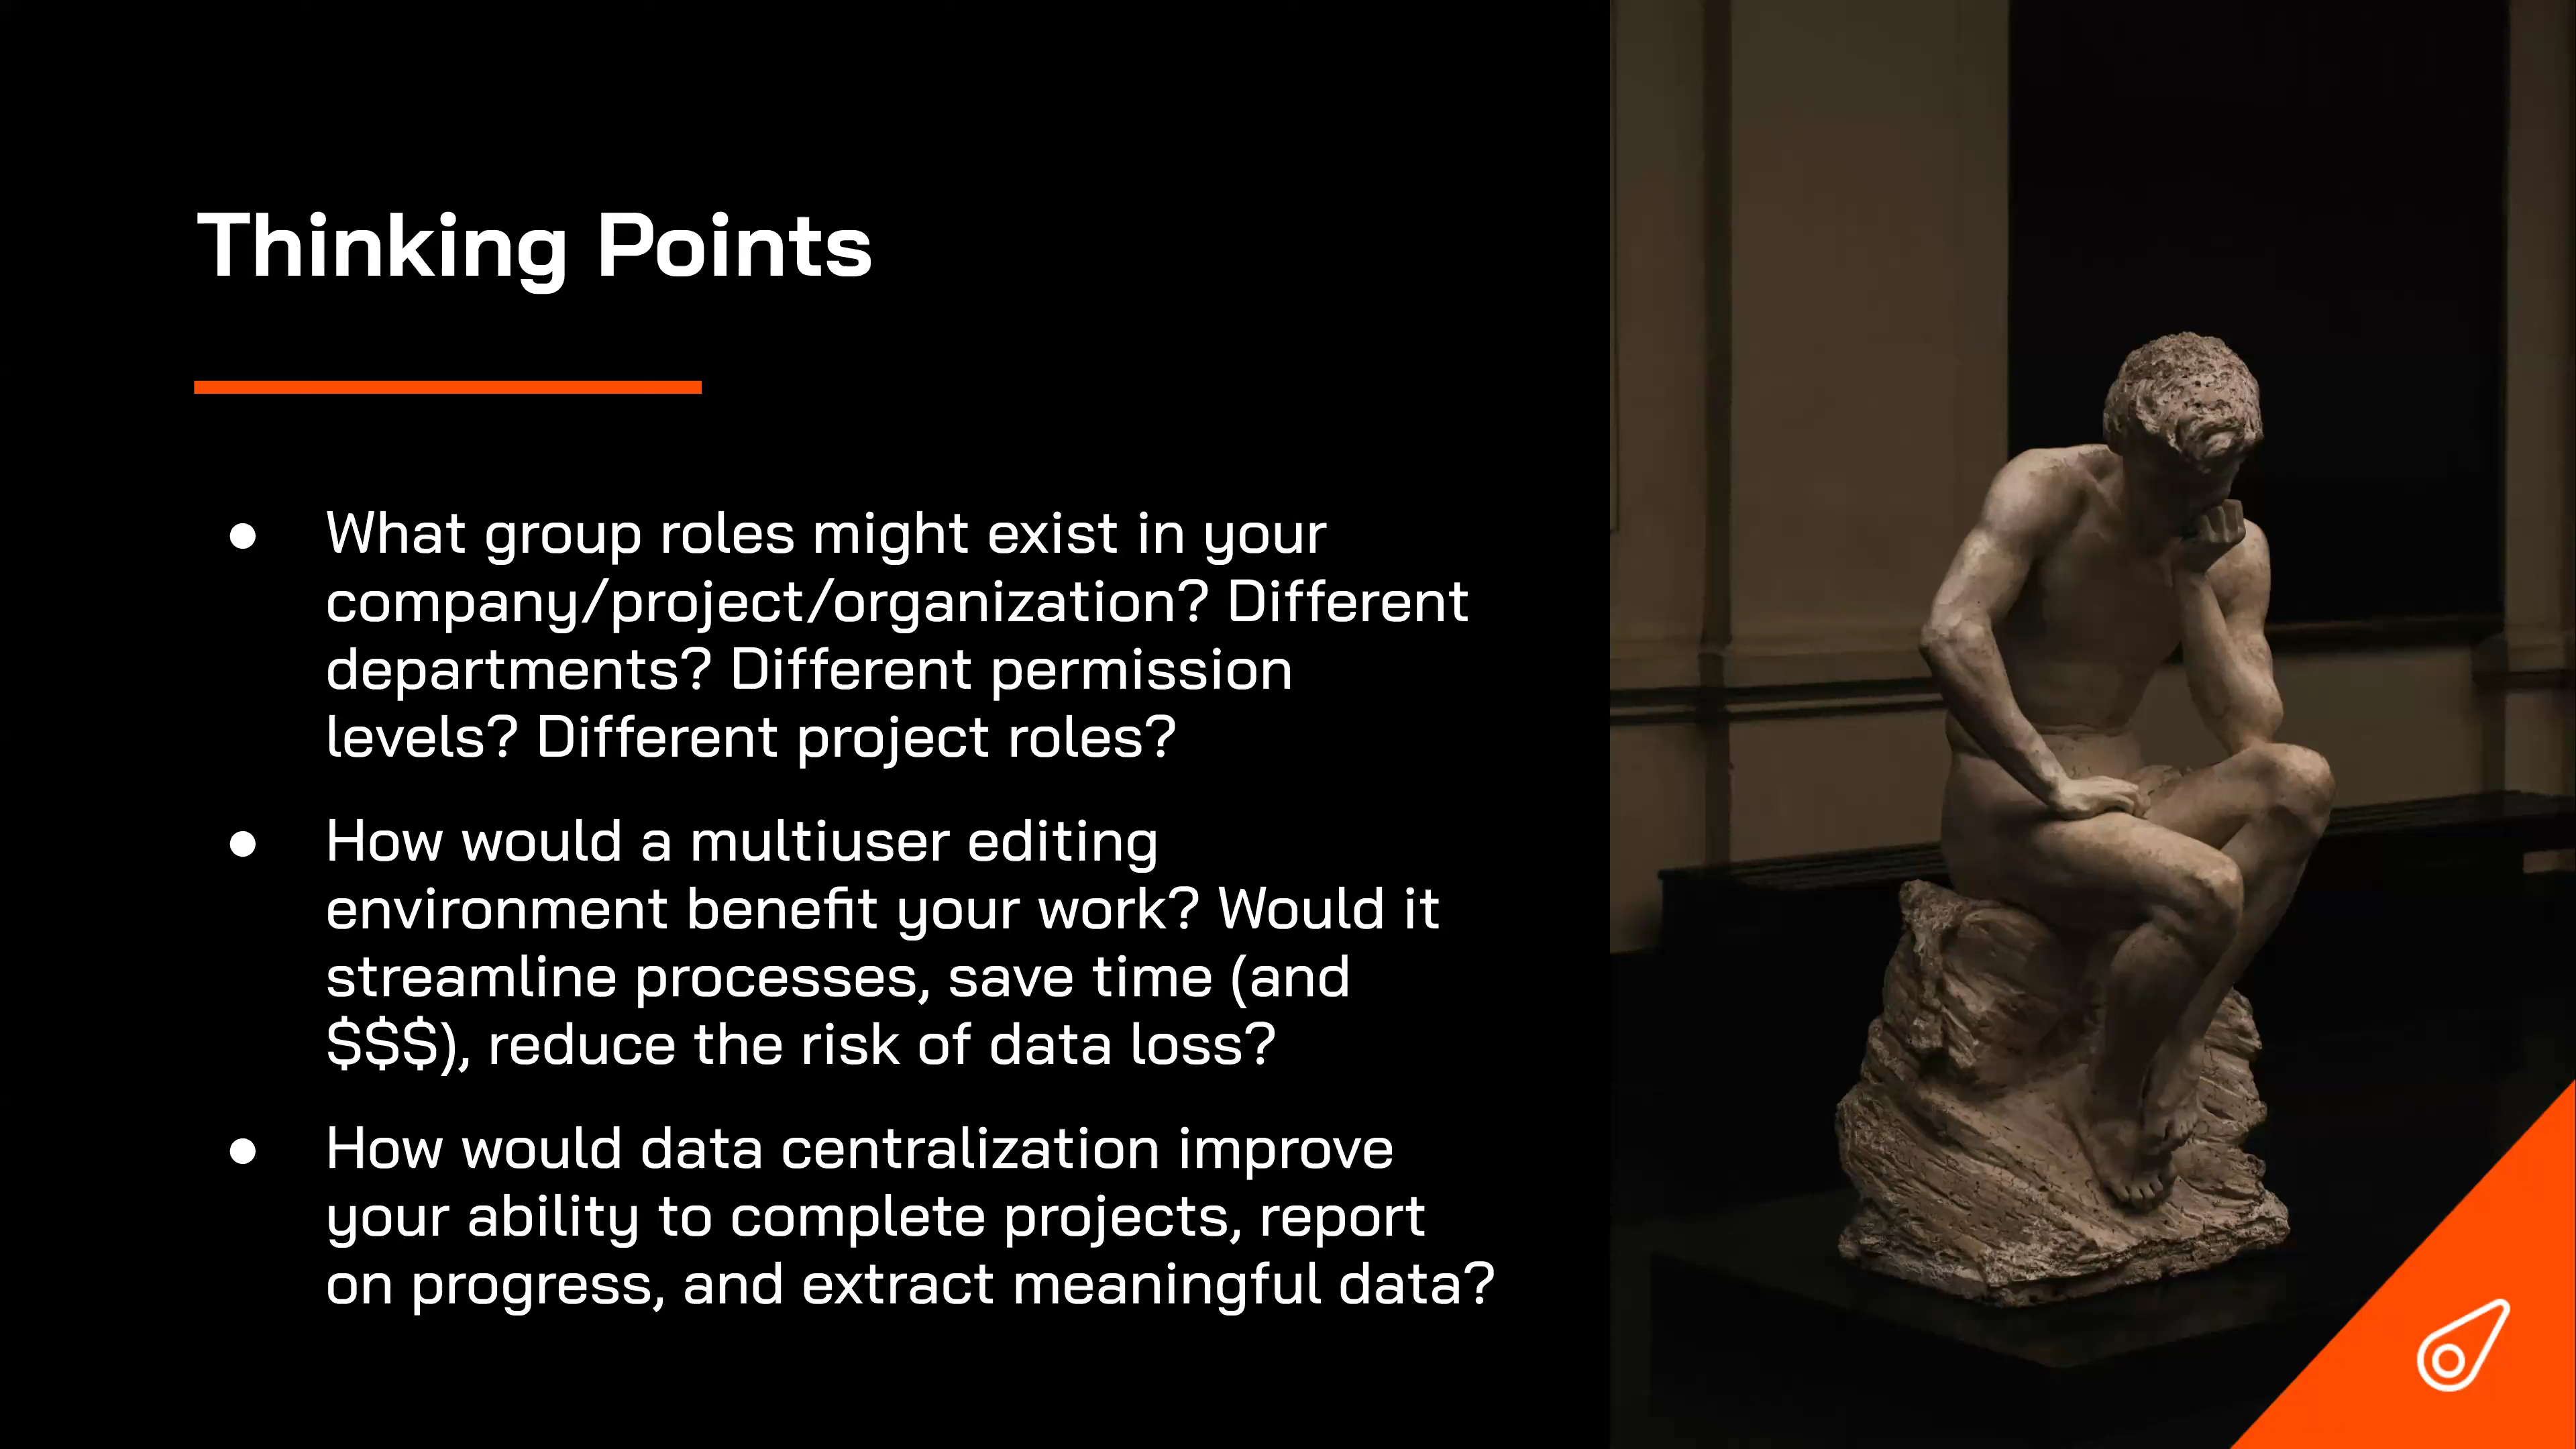 Thinking Points
● What group roles might exist in your
company/project/organization? Different
departments? Different permission
levels? Different project roles?
● How would a multiuser editing
environment benefit your work? Would it
streamline processes, save time (and
$$$), reduce the risk of data loss?
● How would data centralization improve
your ability to complete projects, report
on progress, and extract meaningful data?